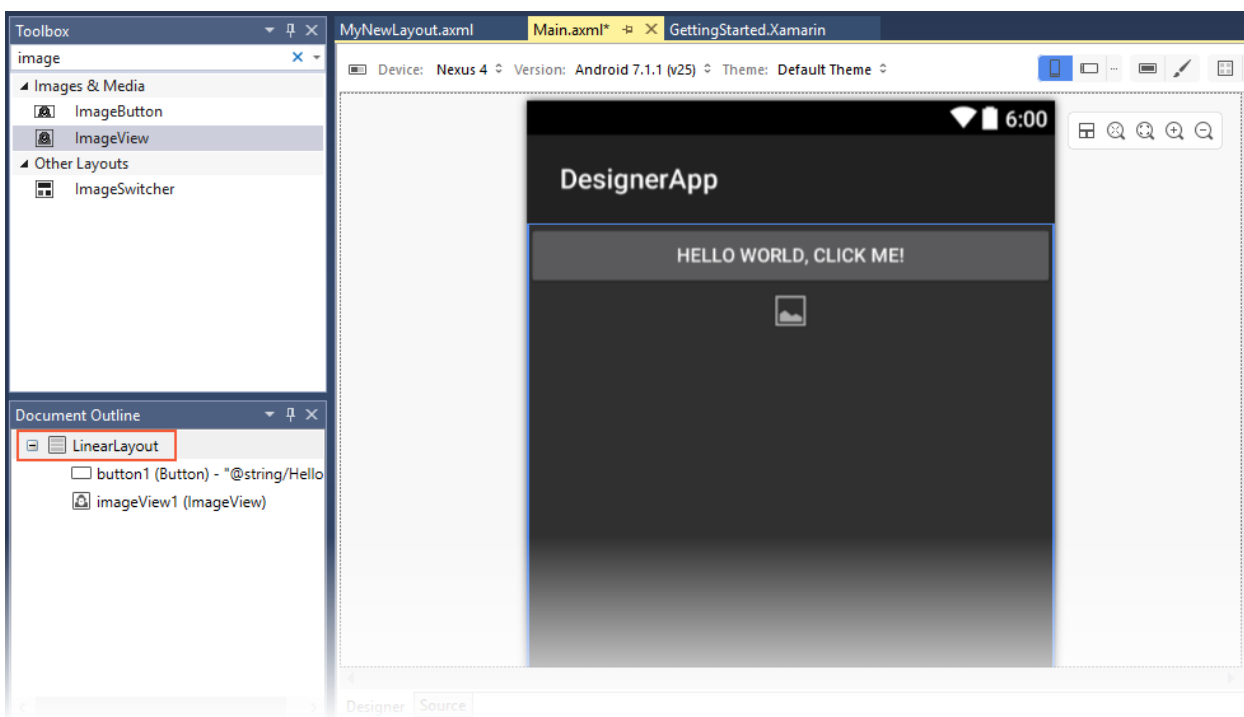 Toolbox
image
Images & Media
ImageButton
ImageView
Other Layouts
ImageSwitcher
Document Outline
LinearLayout
button1 (Button) - "@string/Hello
imageView1 (ImageView)
MyNewLayout.axml Main.axml* GettingStarted.Xamarin
Device: Nexus 4 Version: Android 7.1.1 (v25) Theme: Default Theme
...
6:00
DesignerApp
HELLO WORLD, CLICK ME!
Designer Source